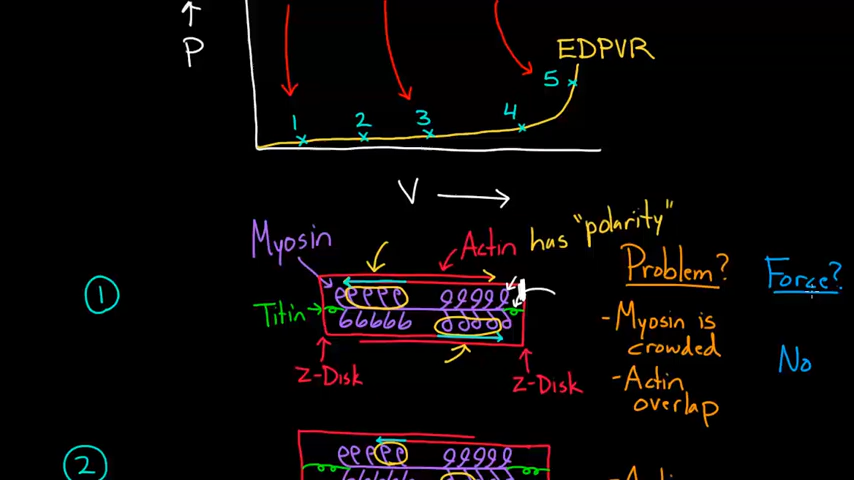 P
EDPVR
5
1
2
3
4
V
Myosin
Actin has "polarity"
Problem?
Force?
1
Titin
- Myosin is
crowded
No
Z-Disk
Z-Disk
- Actin
overlap
2